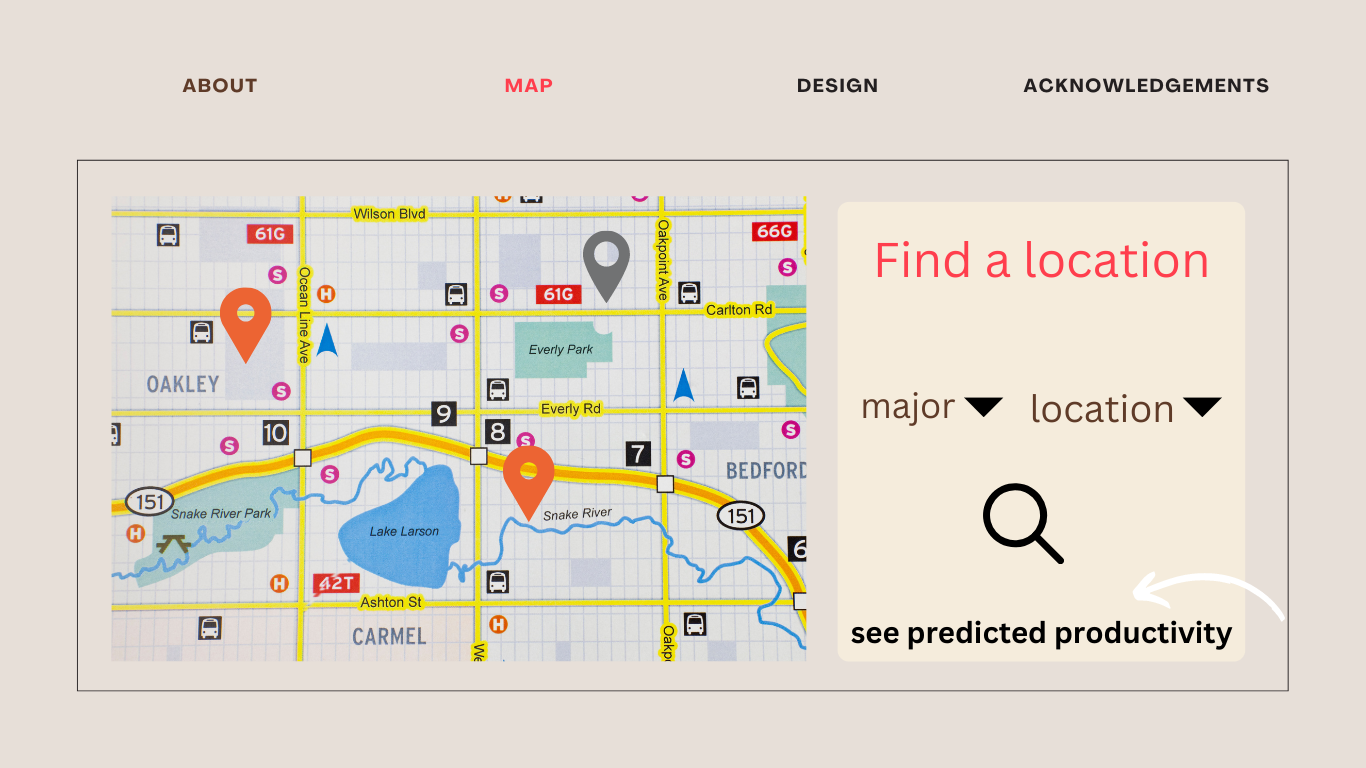 ABOUT
MAP
DESIGN
ACKNOWLEDGEMENTS
Wilson Blvd
61G
Oakpoint Ave
66G
S
S
Ocean Line Ave
H
S
61G
Carlton Rd
S
Everly Park
OAKLEY
S
9
Everly Rd
10
8
S
S
S
7
S
S
BEDFORD
151
Snake River Park
Lake Larson
Snake River
151
H
6
H
42T
Ashton St
CARMEL
H
We
Oakp
Find a location
major
location
see predicted productivity